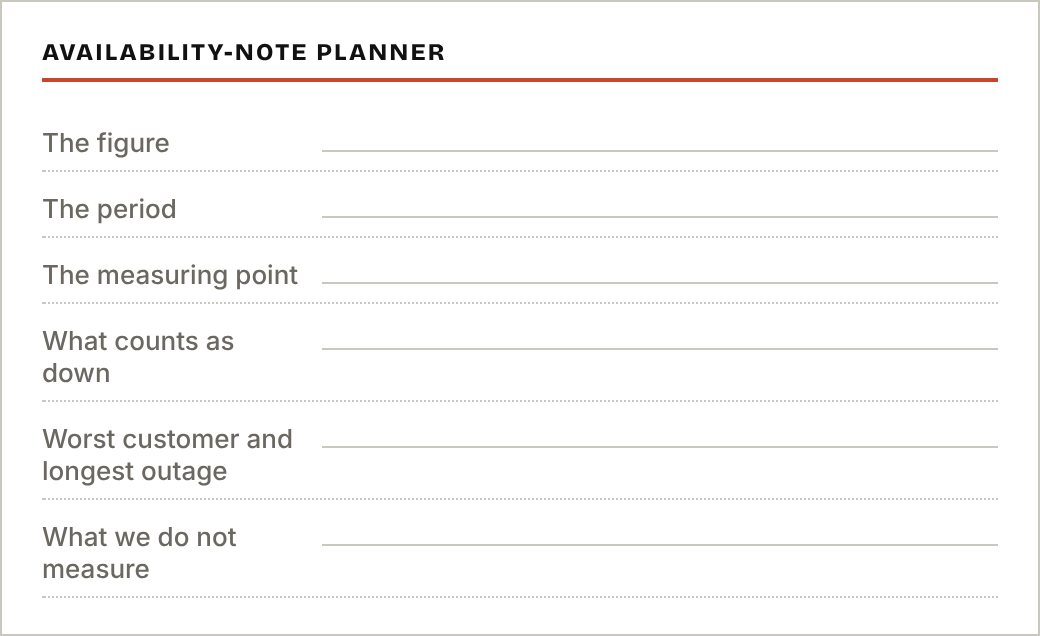 AVAILABILITY-NOTE PLANNER
The figure
The period
The measuring point
What counts as
down
Worst customer and
longest outage
What we do not
measure